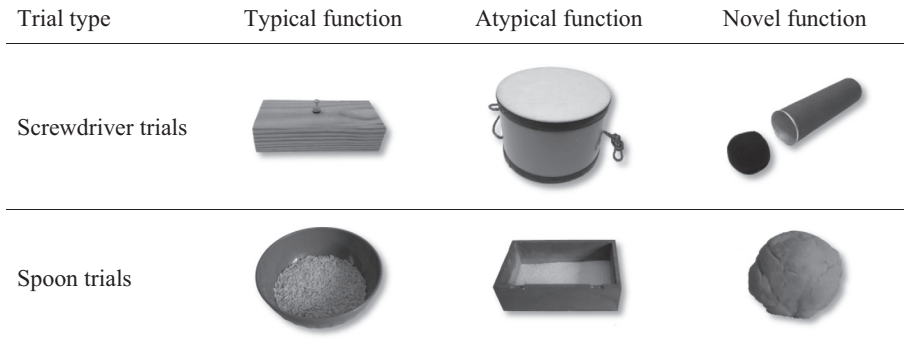 Trial type Typical function Atypical function Novel function
Screwdriver trials
Spoon trials